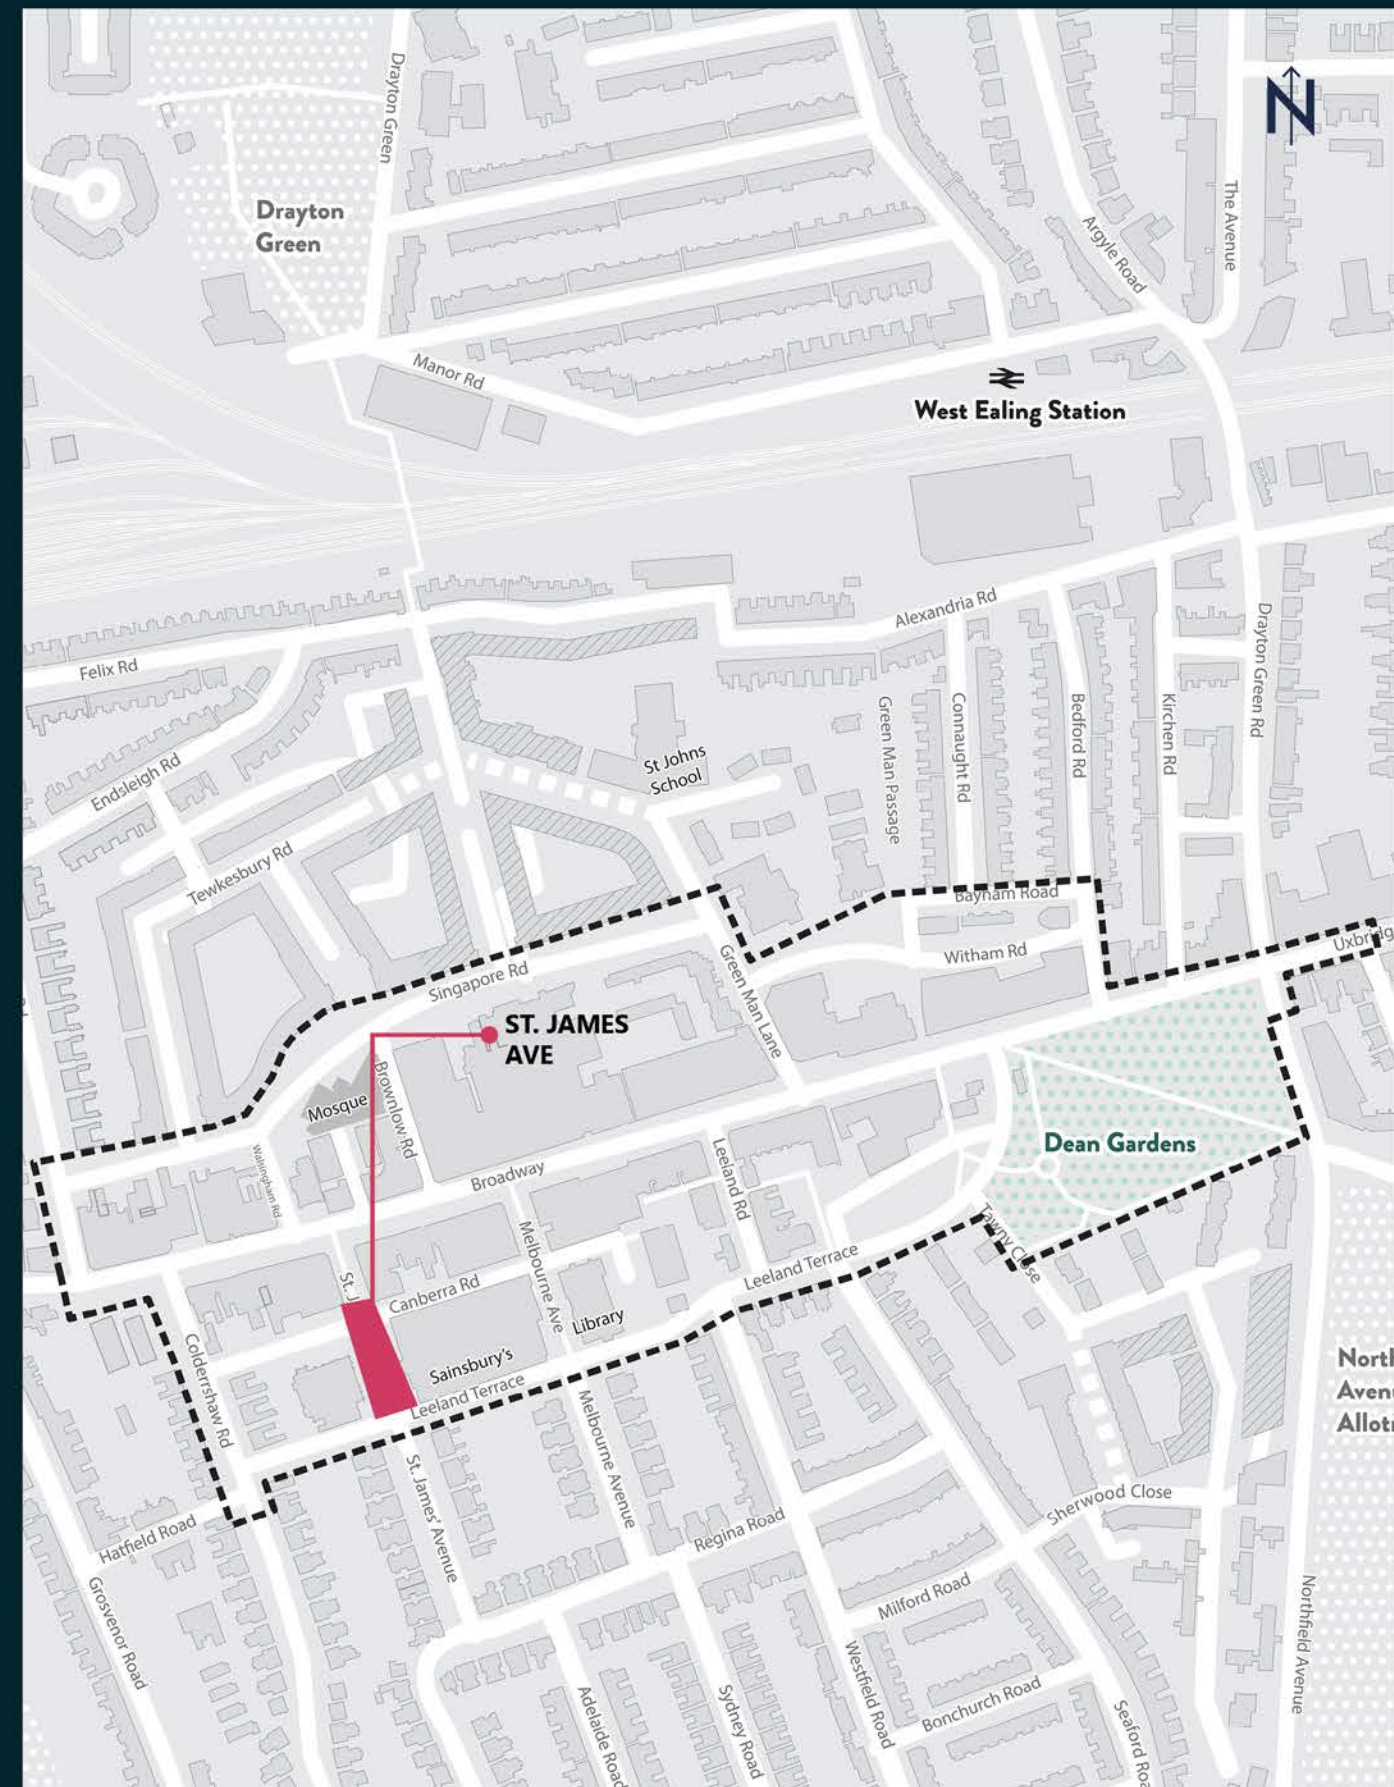 N
Drayton Green
Drayton
Green
The Avenue
Argyle Road
Manor Rd
West Ealing Station
Alexandria Rd
Felix Rd
Drayton Green Rd
Green Man Passage
Connaught Rd
Bedford Rd
Kirchen Rd
St Johns
School
Endsleigh Rd
Tewkesbury Rd
Bayham Road
Uxbridg
Witham Rd
Green Man Lane
Singapore Rd
ST. JAMES
AVE
Mosque
Brownlow Rd
Dean Gardens
Walsingham Rd
Broadway
Leeland Rd
Melbourne Ave
Tawny Close
Leeland Terrace
St. J
Canberra Rd
Library
Colderrshaw Rd
Sainsbury's
Leeland Terrace
North
Avenu
Allotr
Melbourne Avenue
St. James' Avenue
Hatfield Road
Sherwood Close
Regina Road
Grosvenor Road
Milford Road
Northfield Avenue
Westfield Road
Bonchurch Road
Adelaide Road
Sydney Road
Seaford Roa